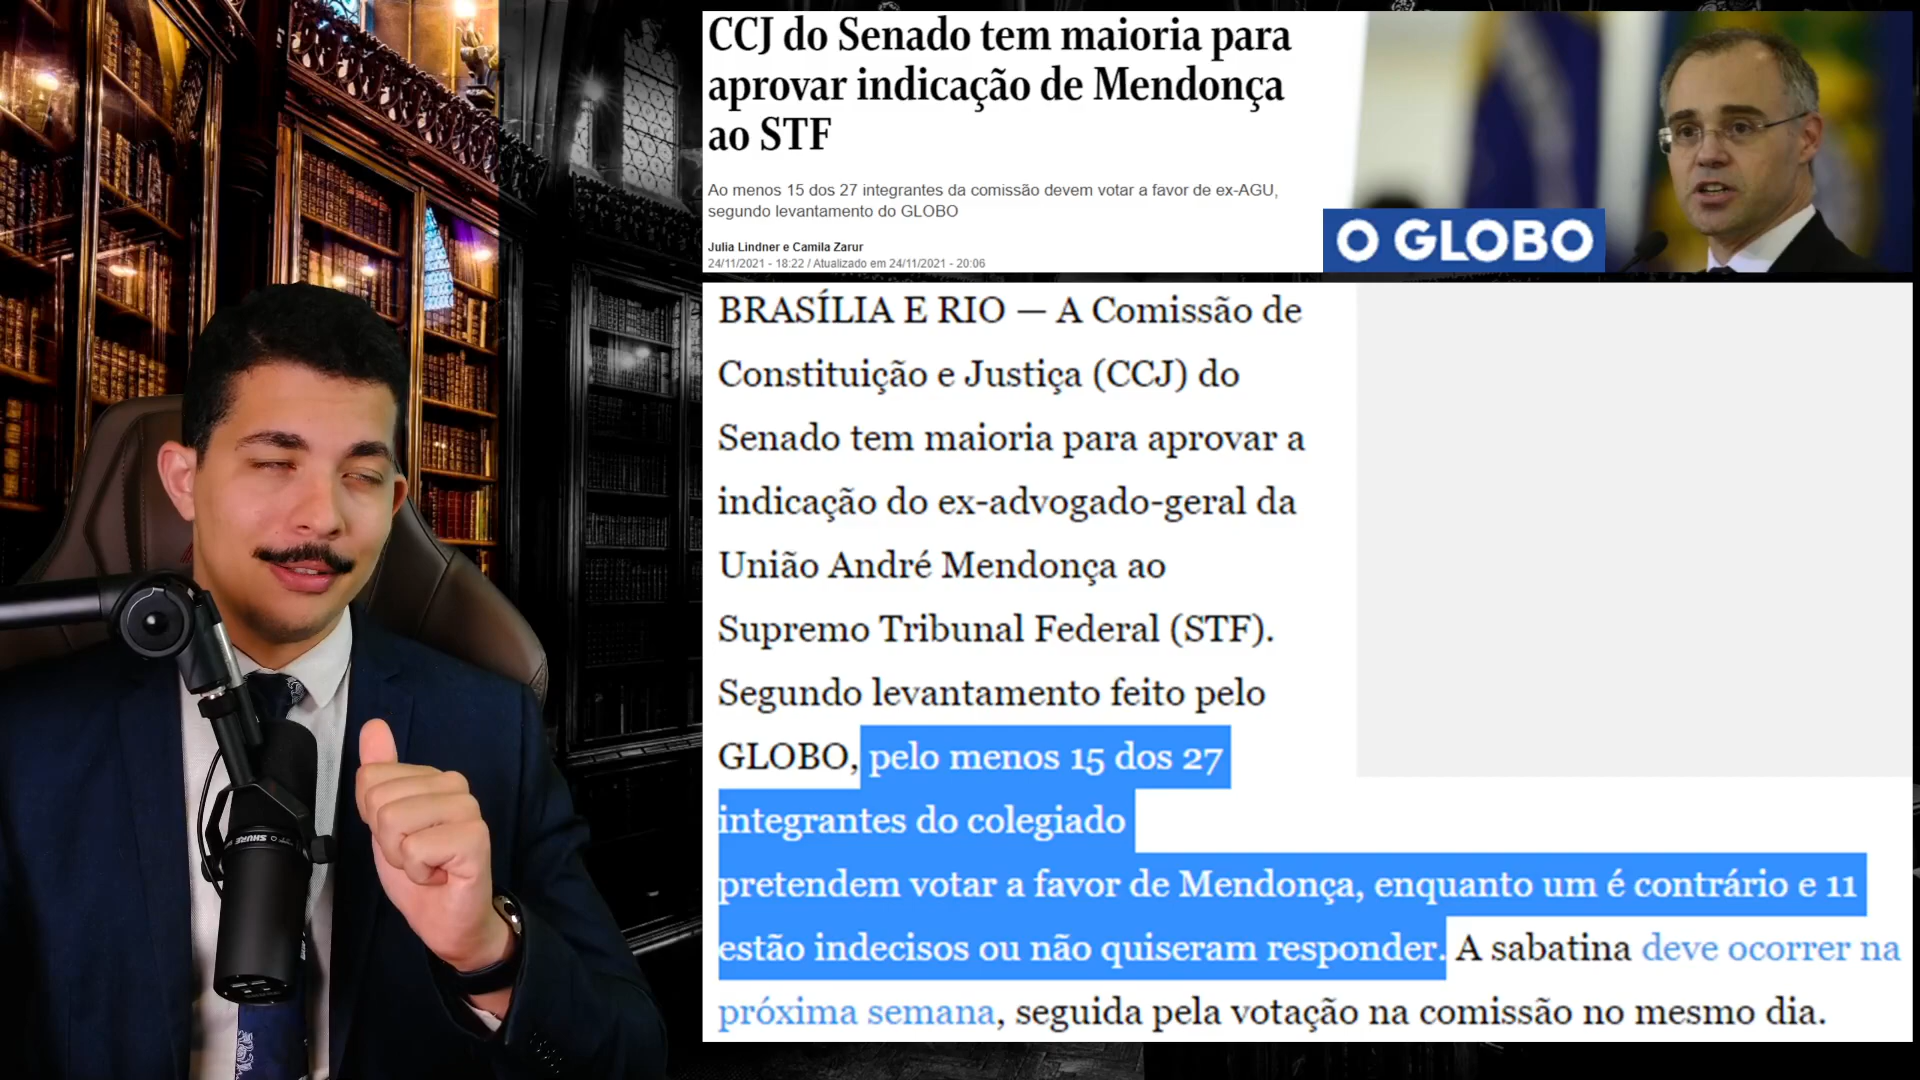 CCJ do Senado tem maioria para
aprovar indicação de Mendonça
ao STF
Ao menos 15 dos 27 integrantes da comissão devem votar a favor de ex-AGU,
segundo levantamento do GLOBO
Julia Lindner e Camila Zarur
24/11/2021 - 18:22 / Atualizado em 24/11/2021 - 20:06
O GLOBO
BRASÍLIA E RIO — A Comissão de
Constituição e Justiça (CCJ) do
Senado tem maioria para aprovar a
indicação do ex-advogado-geral da
União André Mendonça ao
Supremo Tribunal Federal (STF).
Segundo levantamento feito pelo
GLOBO, pelo menos 15 dos 27
integrantes do colegiado
pretendem votar a favor de Mendonça, enquanto um é contrário e 11
estão indecisos ou não quiseram responder. A sabatina deve ocorrer na
próxima semana, seguida pela votação na comissão no mesmo dia.
SHURE